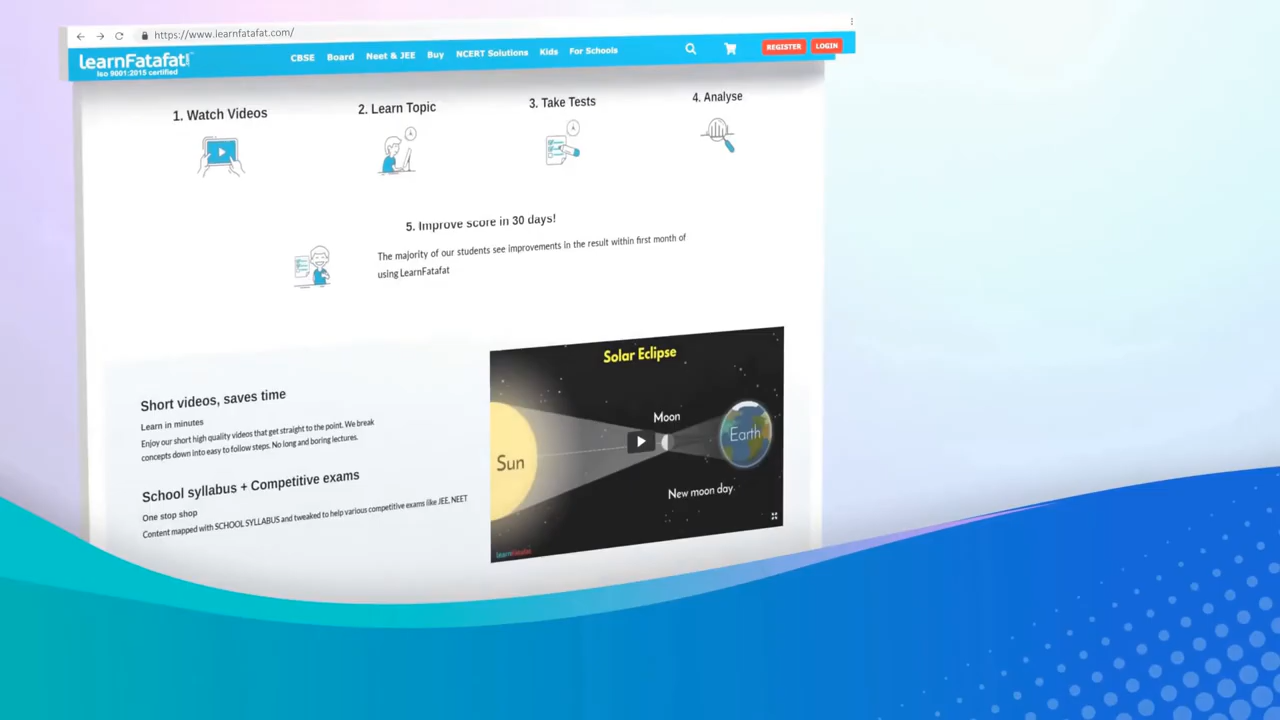 https://www.learnfatafat.com/
learnFatafat!
Iso 9001:2015 certified
CBSE Board Neet & JEE Buy NCERT Solutions Kids For Schools
REGISTER LOGIN
1. Watch Videos
2. Learn Topic
3. Take Tests
4. Analyse
5. Improve score in 30 days!
The majority of our students see improvements in the result within first month of
using LearnFatafat
Short videos, saves time
Learn in minutes
Enjoy our short high quality videos that get straight to the point. We break
concepts down into easy to follow steps. No long and boring lectures.
School syllabus + Competitive exams
One stop shop
Content mapped with SCHOOL SYLLABUS and tweaked to help various competitive exams like JEE, NEET
Solar Eclipse
Moon
Earth
Sun
New moon day
learnFatafat